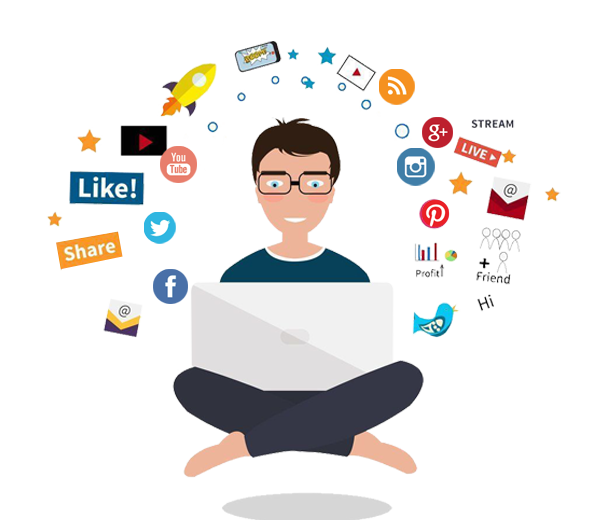 You
Tube
Like!
Share
f
@
g+
STREAM
LIVE
@
Profit
+
Friend
Hi